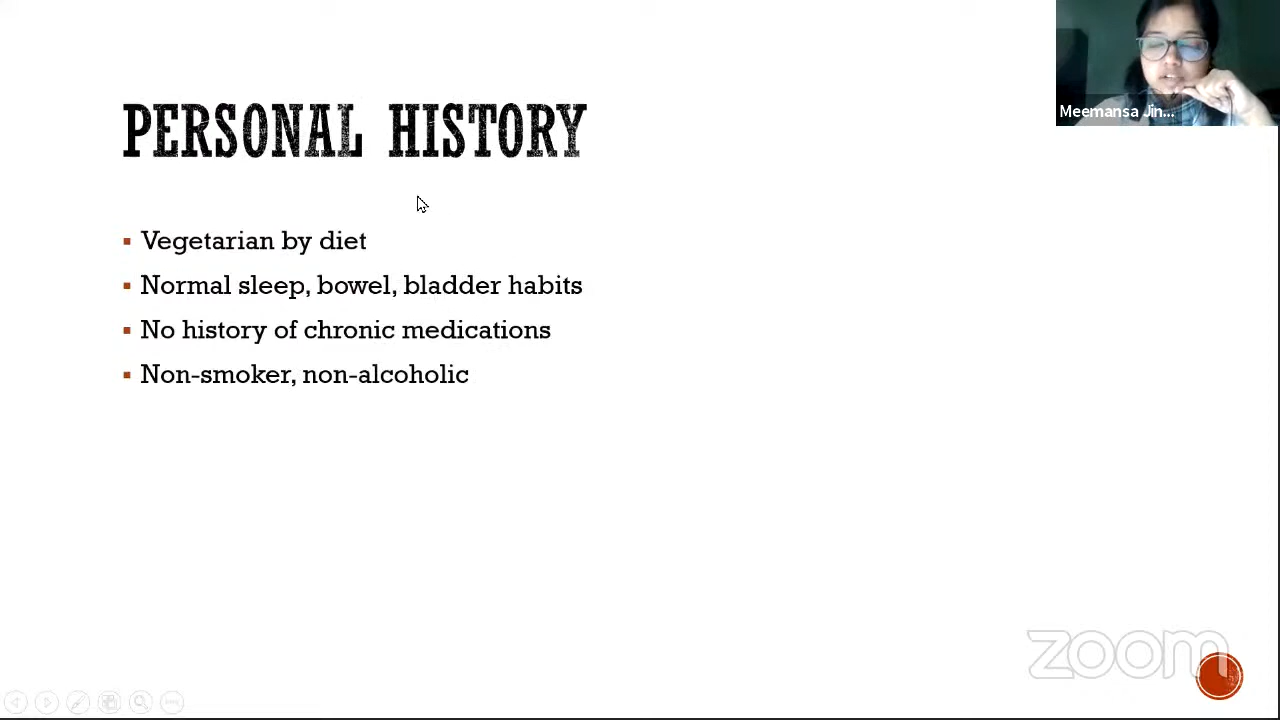 PERSONAL HISTORY
Vegetarian by diet
Normal sleep, bowel, bladder habits
No history of chronic medications
Non-smoker, non-alcoholic
Meemansa Jin...
zoom